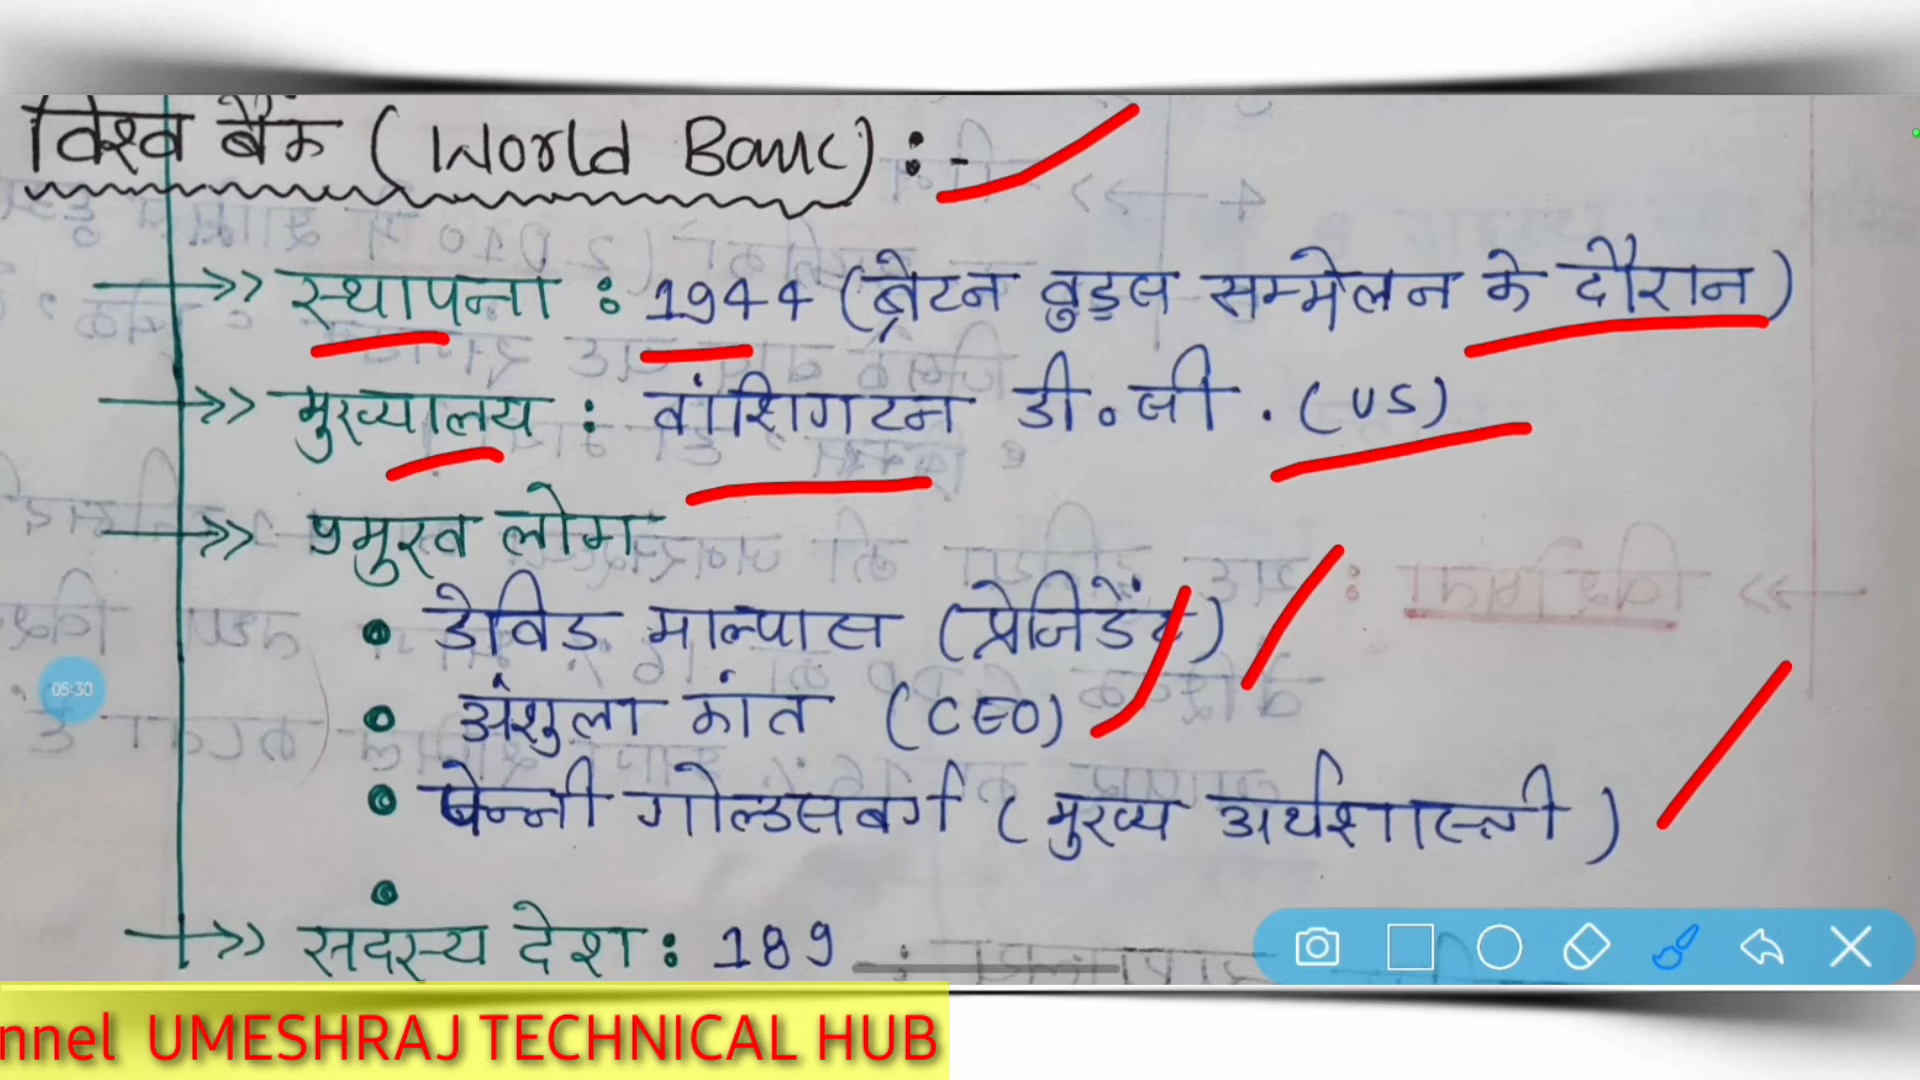 विश्व बैंक (World Bank) :-
->> स्थापना : 1944 (ब्रेटन वुड्स सम्मेलन के दौरान)
->> मुख्यालय : वांशिगटन डी.सी. (US)
->> प्रमुख लोग
• डेविड माल्पास (प्रेजिडेंट)
• अंशुला कांत (CEO)
• पेन्नी गोल्डसबर्ग (मुख्य अर्थशास्त्री)
•
->> सदस्य देश : 189
05:30
nnel UMESHRAJ TECHNICAL HUB